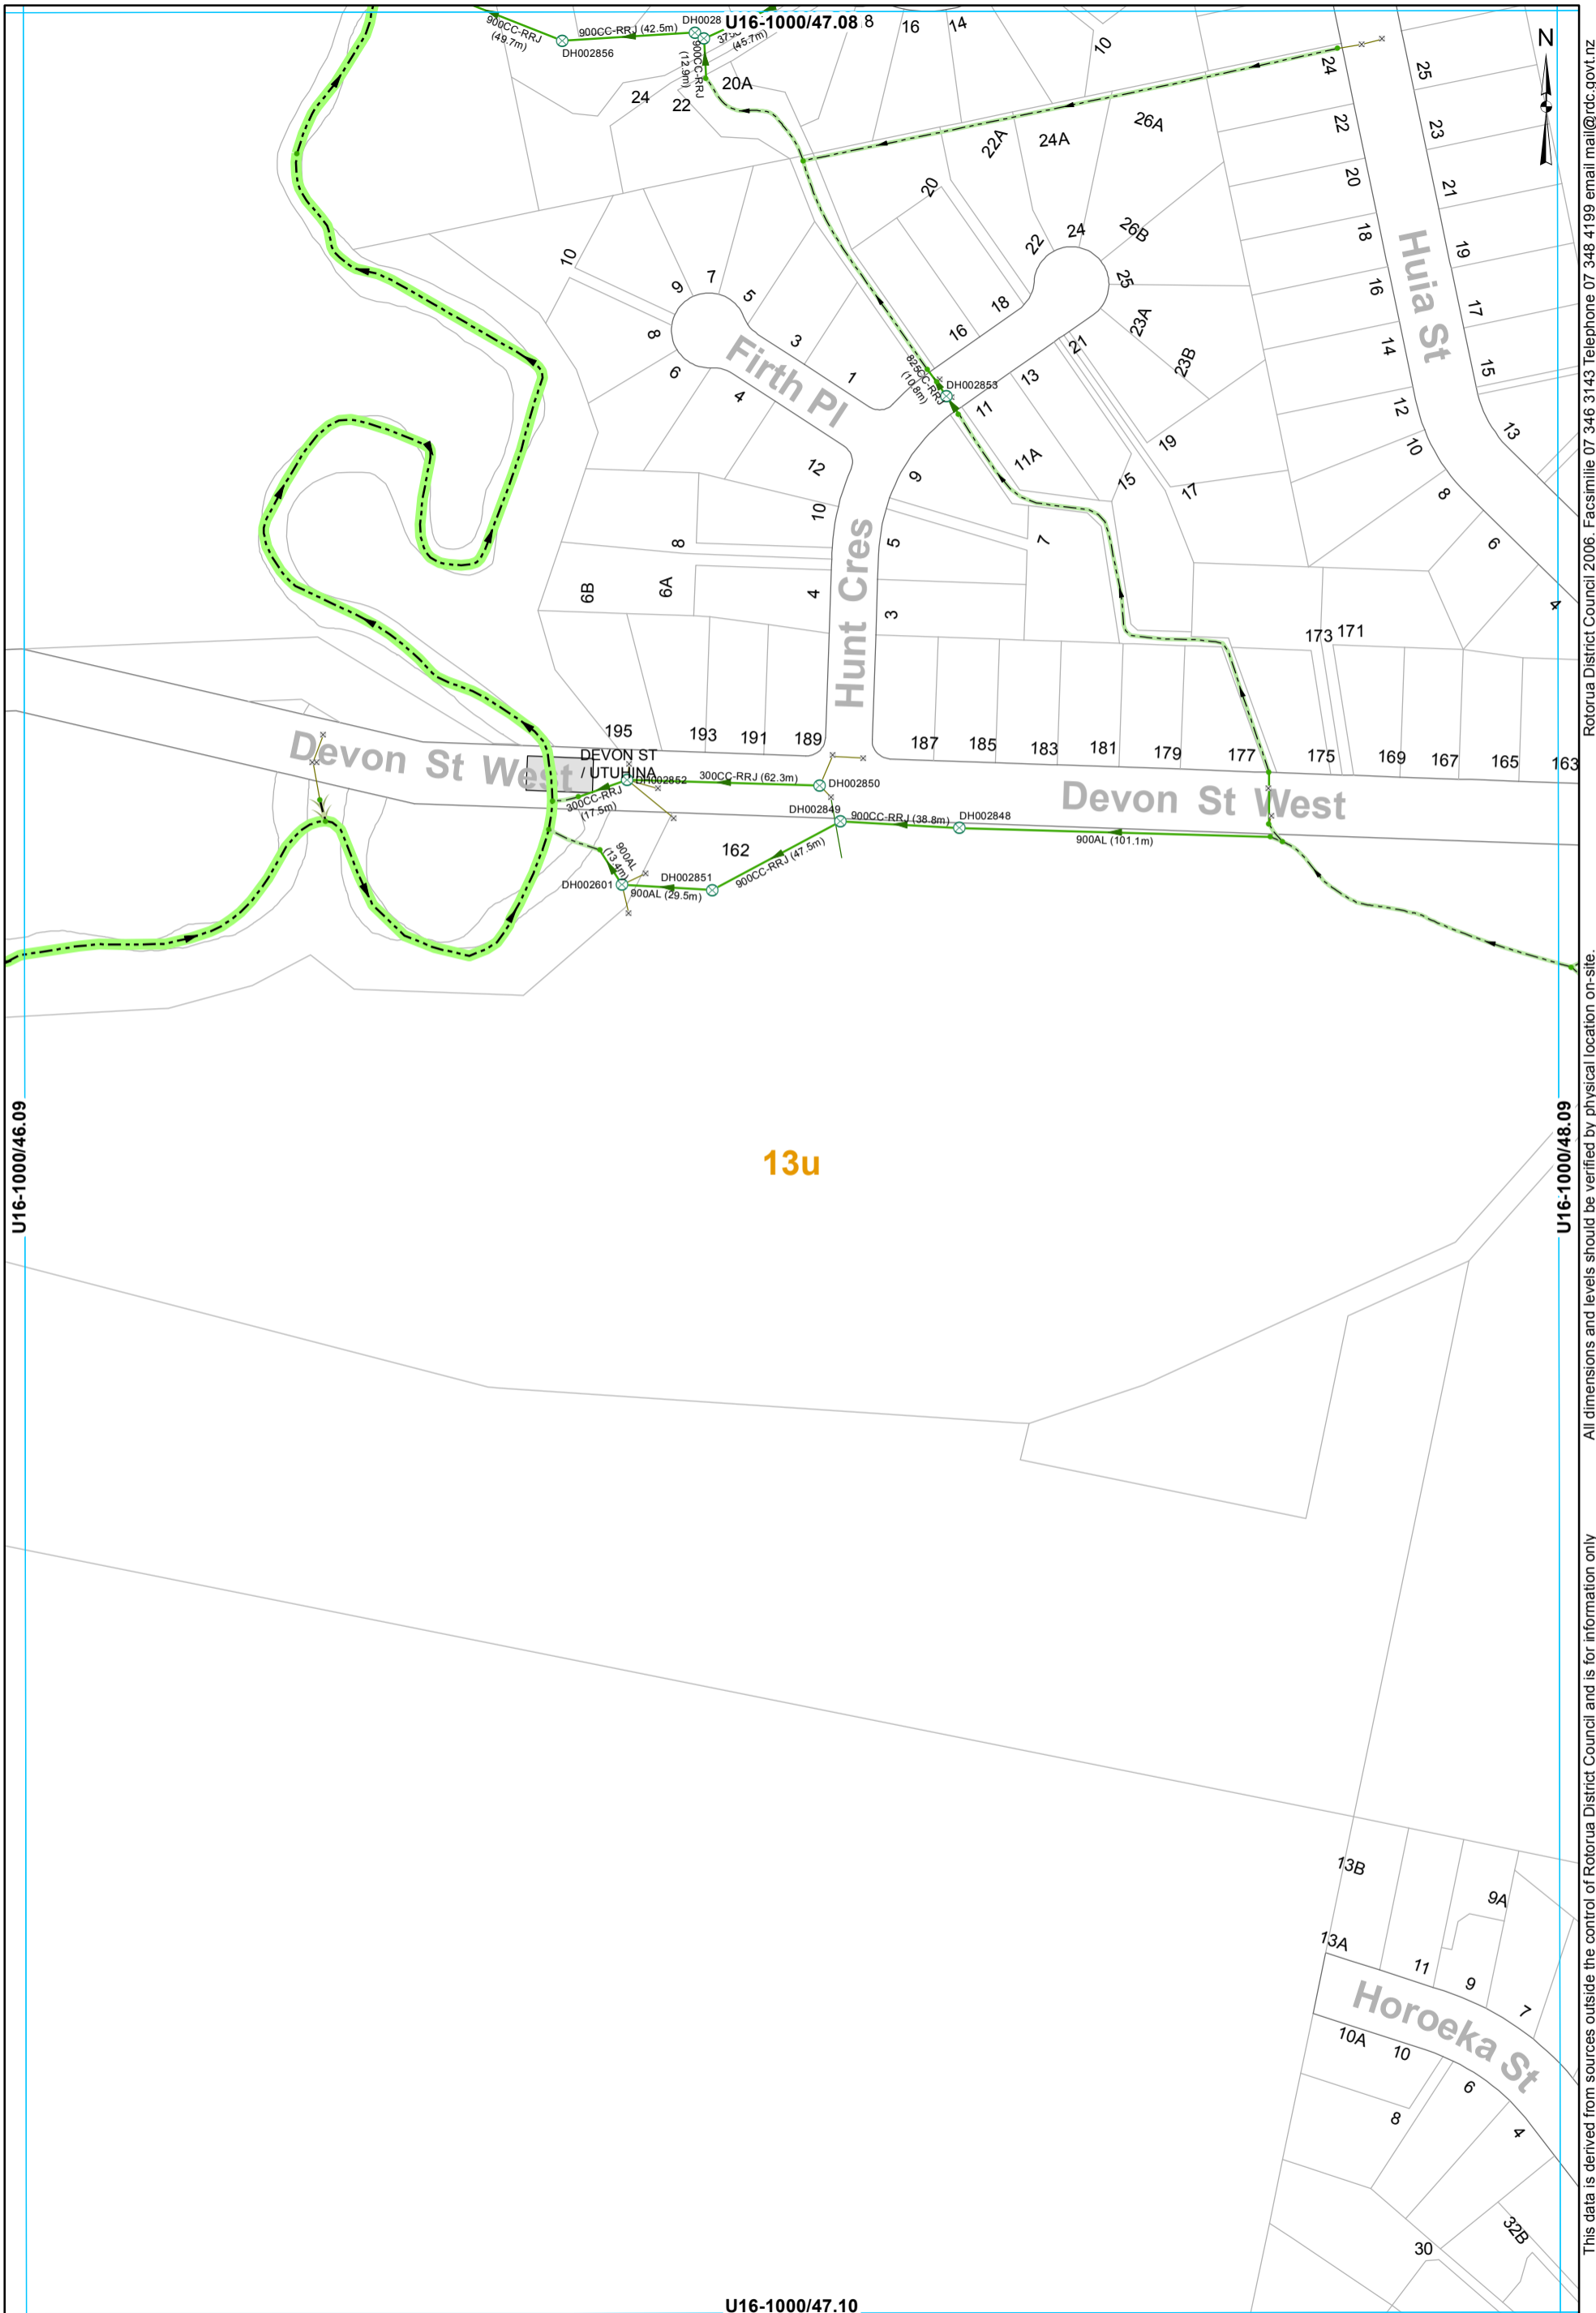 U16-1000/47.08
N
900CC-RRJ
(49.7m)
900CC-RRJ (42.5m)
DH002856
DH0028
900CC-RRJ
(12.9m)
(45.7m)
8
16
14
10
24
22
20A
22A
24A
26A
24
22
20
18
16
14
12
10
8
6
4
25
23
21
19
17
15
13
Huia St
10
9
7
5
8
3
6
4
1
Firth Pl
12
10
20
22
24
26B
25
18
16
23A
21
23B
13
11
19
11A
15
17
9
825CC-RRJ
(10.8m)
DH002853
Hunt Cres
8
6B
6A
4
5
7
3
173
171
195
193
191
189
187
185
183
181
179
177
175
169
167
165
163
Devon St West
DEVON ST
/ UTUHINA
DH002852
300CC-RRJ (62.3m)
DH002850
300CC-RRJ
(17.5m)
DH002849
900CC-RRJ (38.8m)
DH002848
Devon St West
900AL (101.1m)
162
900CC-RRJ (47.5m)
900AL
(13.4m)
DH002601
DH002851
900AL (29.5m)
U16-1000/46.09
13u
U16-1000/48.09
13B
9A
13A
11
9
7
Horoeka St
10A
10
6
8
4
32B
30
U16-1000/47.10
Rotorua District Council 2006. Facsimilie 07 346 3143 Telephone 07 348 4199 email mail@rdc.govt.nz
All dimensions and levels should be verified by physical location on-site.
This data is derived from sources outside the control of Rotorua District Council and is for information only